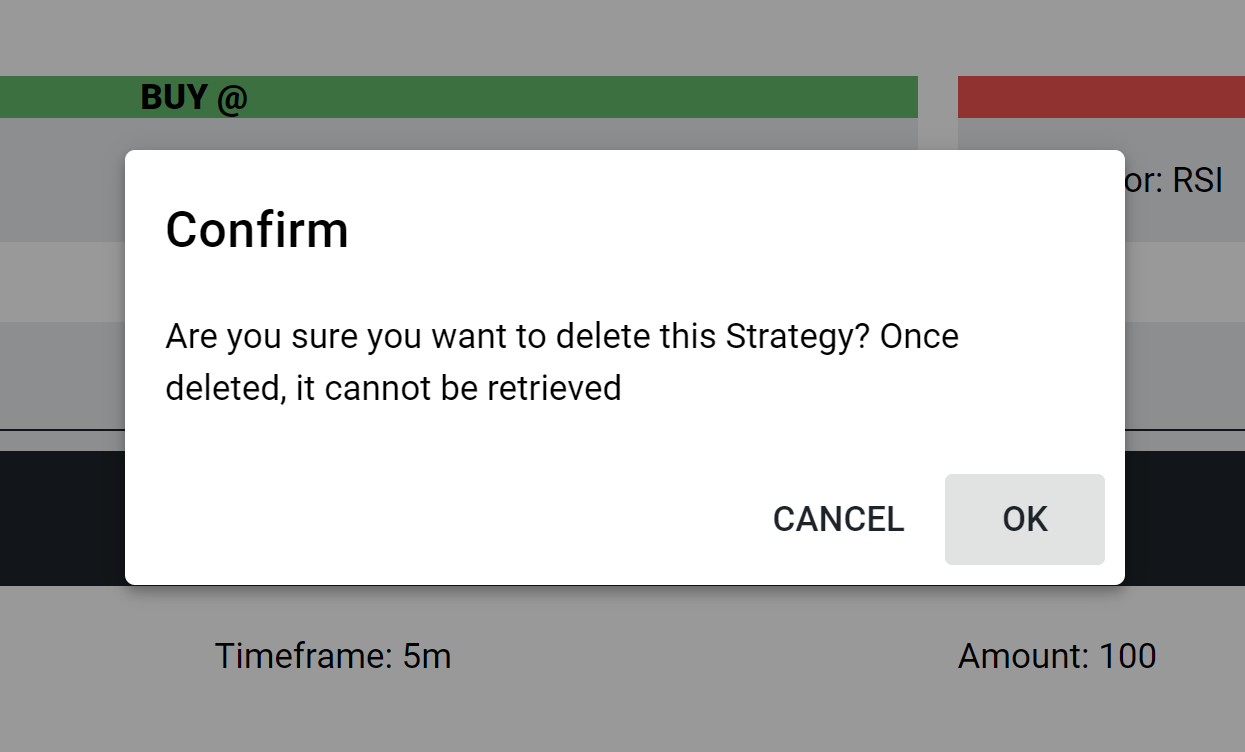 BUY @
or: RSI
Confirm
Are you sure you want to delete this Strategy? Once
deleted, it cannot be retrieved
CANCEL
OK
Timeframe: 5m
Amount: 100